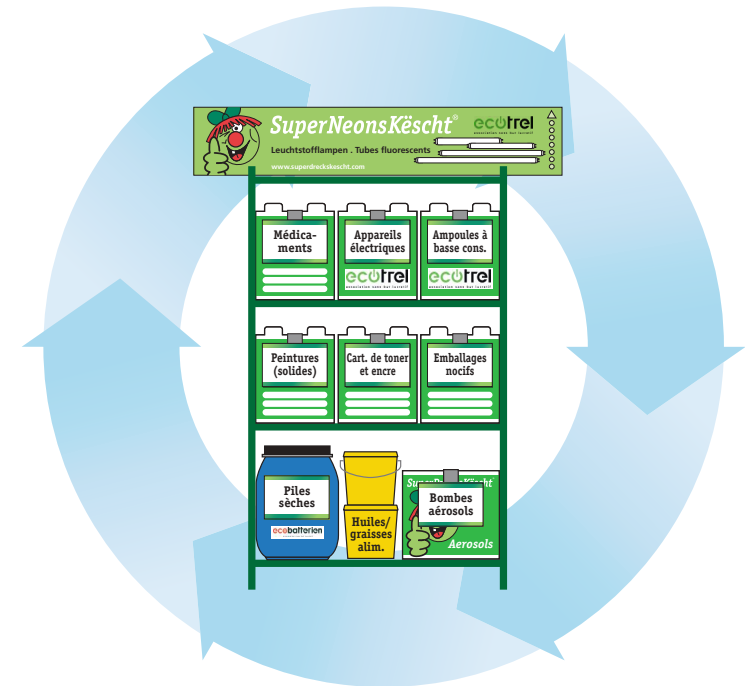 SuperNeonsKëscht®
ecotrel
association sans but lucratif
Leuchtstofflampen . Tubes fluorescents
www.superdreckskescht.com
Médica-
ments
Appareils
électriques
ecotrel
association sans but lucratif
Ampoules à
basse cons.
ecotrel
association sans but lucratif
Peintures
(solides)
Cart. de toner
et encre
Emballages
nocifs
Piles
sèches
ecobatterien
Huiles/
graisses
alim.
Bombes
aérosols
Aerosols